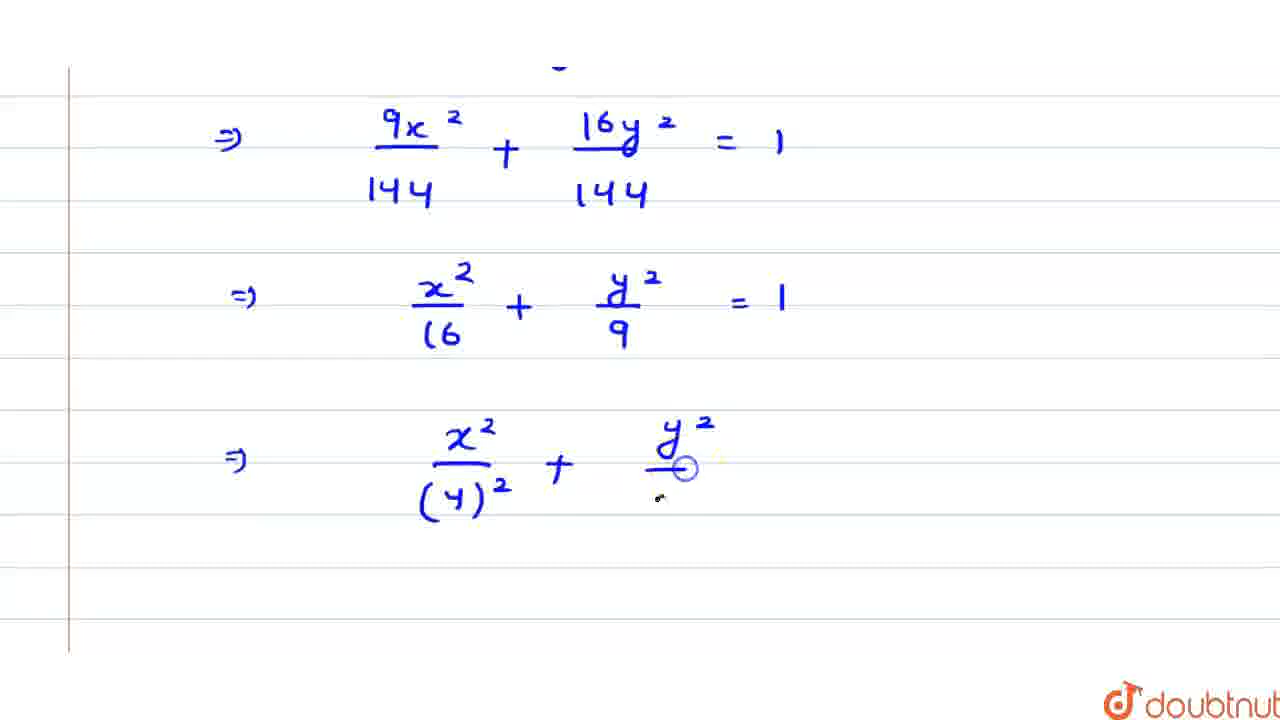 ⇒ 9x²/144 + 16y²/144 = 1
⇒ x²/16 + y²/9 = 1
⇒ x²/(4)² + y²/
doubtnut